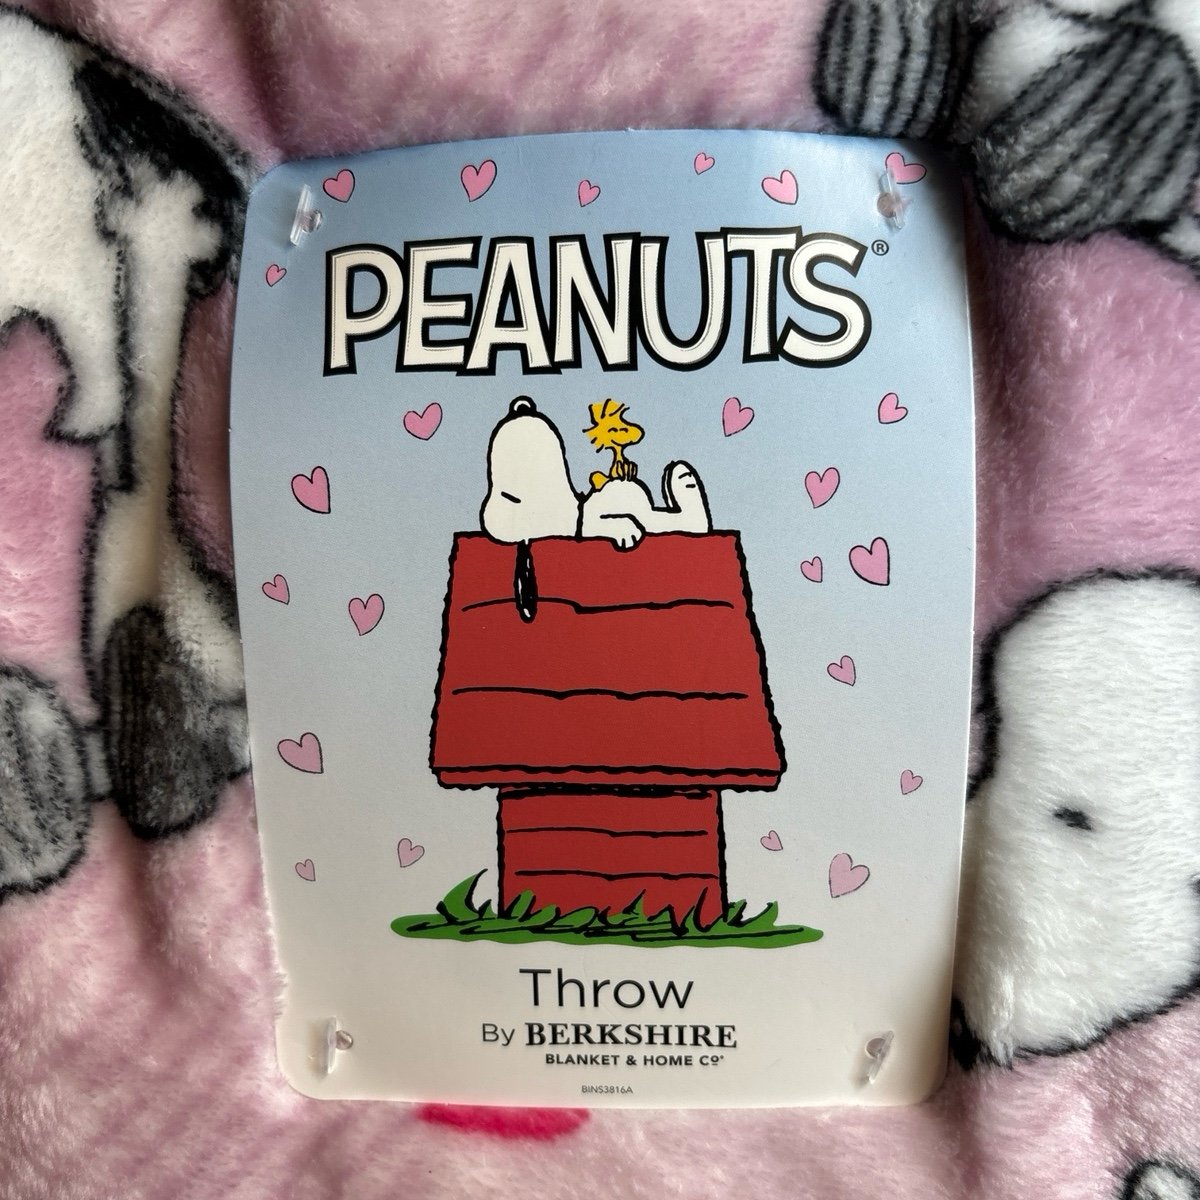 PEANUTS®
Throw
By BERKSHIRE
BLANKET & HOME Cº®
BINS3816A